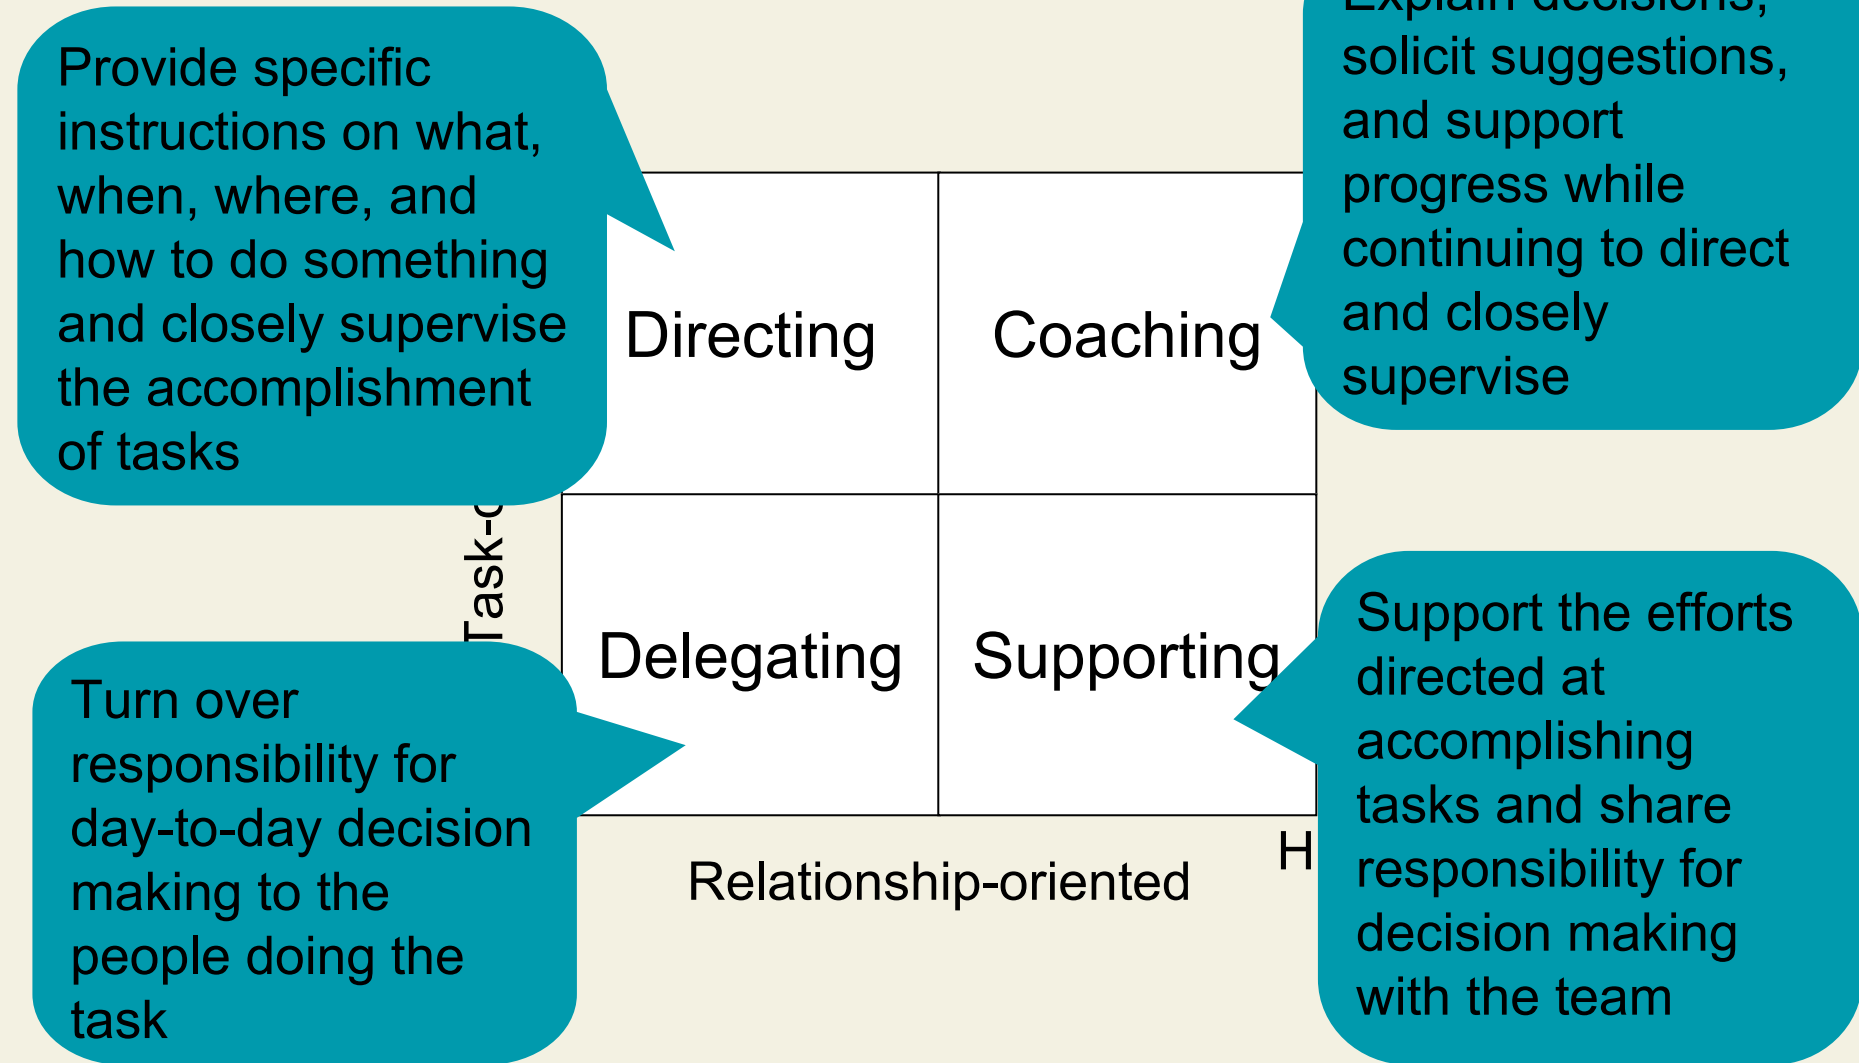 Provide specific
instructions on what,
when, where, and
how to do something
and closely supervise
the accomplishment
of tasks
Explain decisions,
solicit suggestions,
and support
progress while
continuing to direct
and closely
supervise
Directing
Coaching
Task-o
Delegating
Supporting
Turn over
responsibility for
day-to-day decision
making to the
people doing the
task
Support the efforts
directed at
accomplishing
tasks and share
responsibility for
decision making
with the team
H
Relationship-oriented